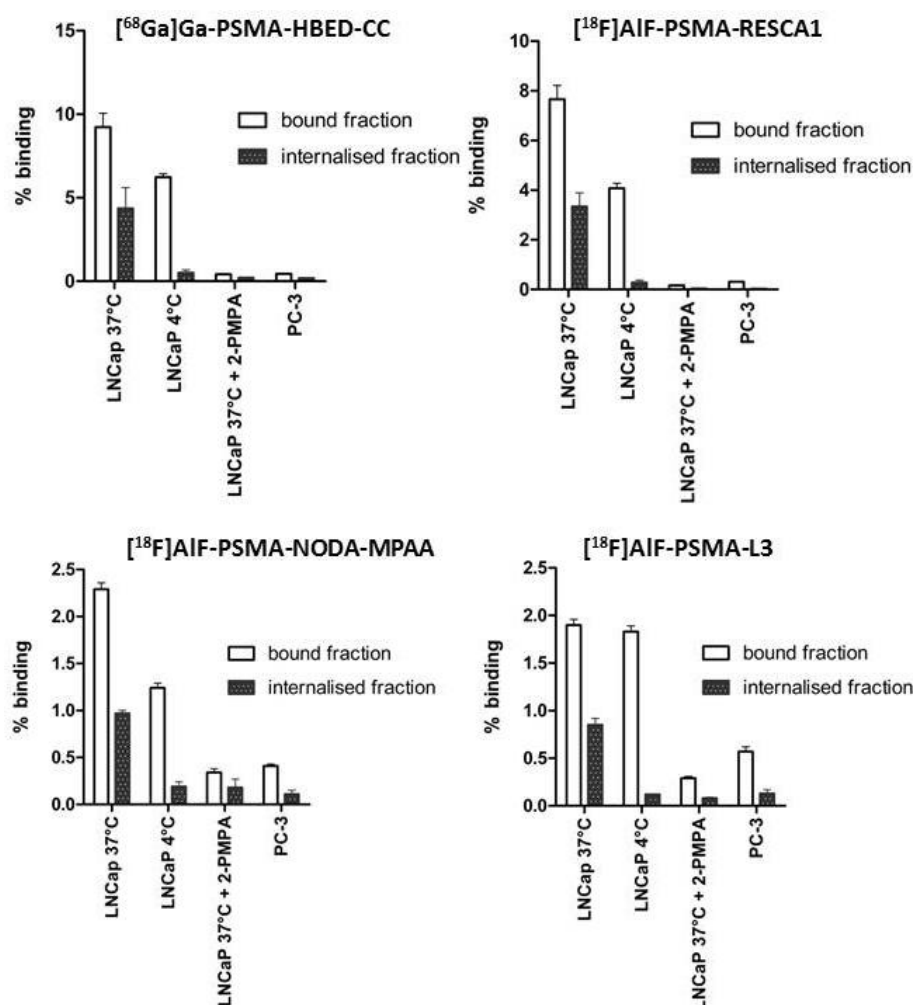 [⁶⁸Ga]Ga-PSMA-HBED-CC
15
10
5
0
% binding
bound fraction
internalised fraction
LNCap 37°C
LNCaP 4°C
LNCaP 37°C + 2-PMPA
PC-3
[¹⁸F]AlF-PSMA-RESCA1
10
8
6
4
2
0
% binding
bound fraction
internalised fraction
LNCap 37°C
LNCaP 4°C
LNCaP 37°C + 2-PMPA
PC-3
[¹⁸F]AlF-PSMA-NODA-MPAA
2.5
2.0
1.5
1.0
0.5
0.0
% binding
bound fraction
internalised fraction
LNCap 37°C
LNCaP 4°C
LNCaP 37°C + 2-PMPA
PC-3
[¹⁸F]AlF-PSMA-L3
2.5
2.0
1.5
1.0
0.5
0.0
% binding
bound fraction
internalised fraction
LNCap 37°C
LNCaP 4°C
LNCaP 37°C + 2-PMPA
PC-3